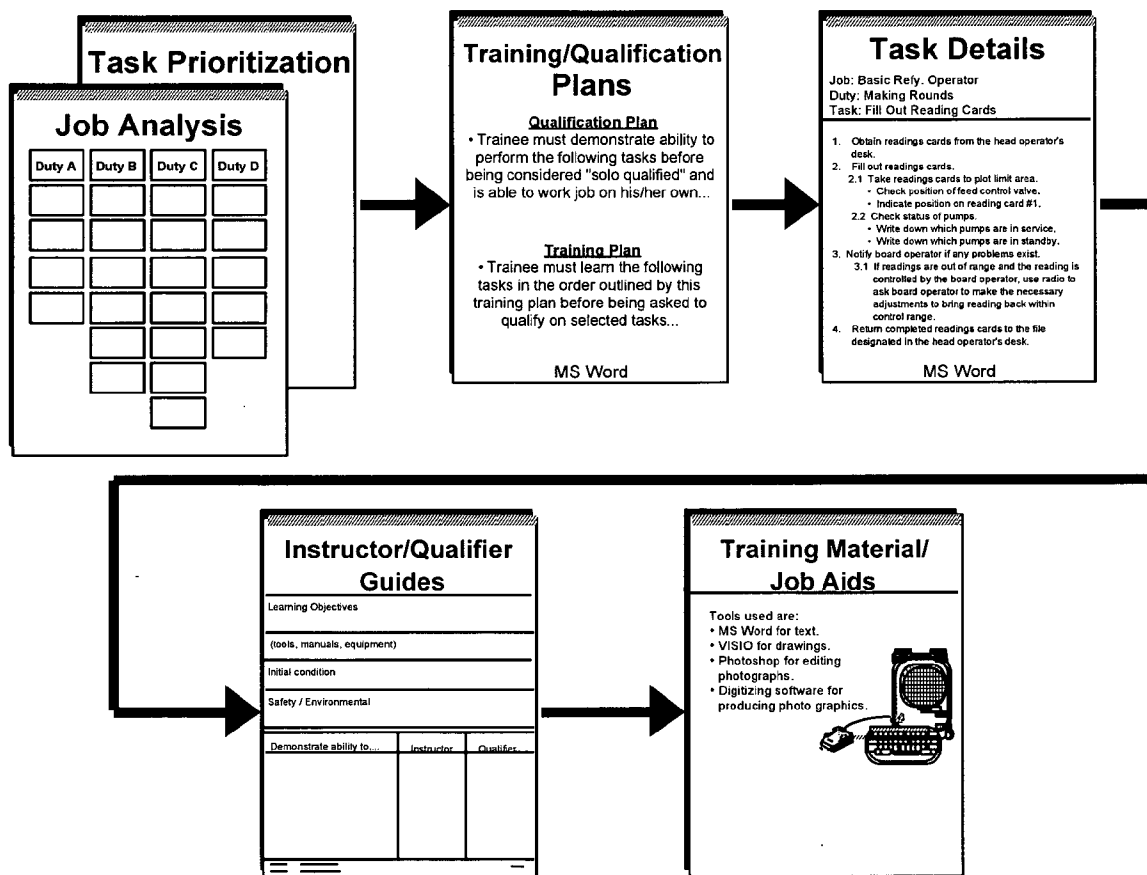 Task Prioritization
Job Analysis
Duty A Duty B Duty C Duty D
Training/Qualification
Plans
Qualification Plan
• Trainee must demonstrate ability to
perform the following tasks before
being considered "solo qualified" and
is able to work job on his/her own...
Training Plan
• Trainee must learn the following
tasks in the order outlined by this
training plan before being asked to
qualify on selected tasks...
MS Word
Task Details
Job: Basic Refy. Operator
Duty: Making Rounds
Task: Fill Out Reading Cards
1. Obtain readings cards from the head operator's
desk.
2. Fill out readings cards.
2.1 Take readings cards to plot limit area.
• Check position of feed control valve.
• Indicate position on reading card #1.
2.2 Check status of pumps.
• Write down which pumps are in service.
• Write down which pumps are in standby.
3. Notify board operator if any problems exist.
3.1 If readings are out of range and the reading is
controlled by the board operator, use radio to
ask board operator to make the necessary
adjustments to bring reading back within
control range.
4. Return completed readings cards to the file
designated in the head operator's desk.
MS Word
Instructor/Qualifier
Guides
Learning Objectives
(tools, manuals, equipment)
Initial condition
Safety / Environmental
Demonstrate ability to.... Instructor Qualifier
Training Material/
Job Aids
Tools used are:
• MS Word for text.
• VISIO for drawings.
• Photoshop for editing
photographs.
• Digitizing software for
producing photo graphics.